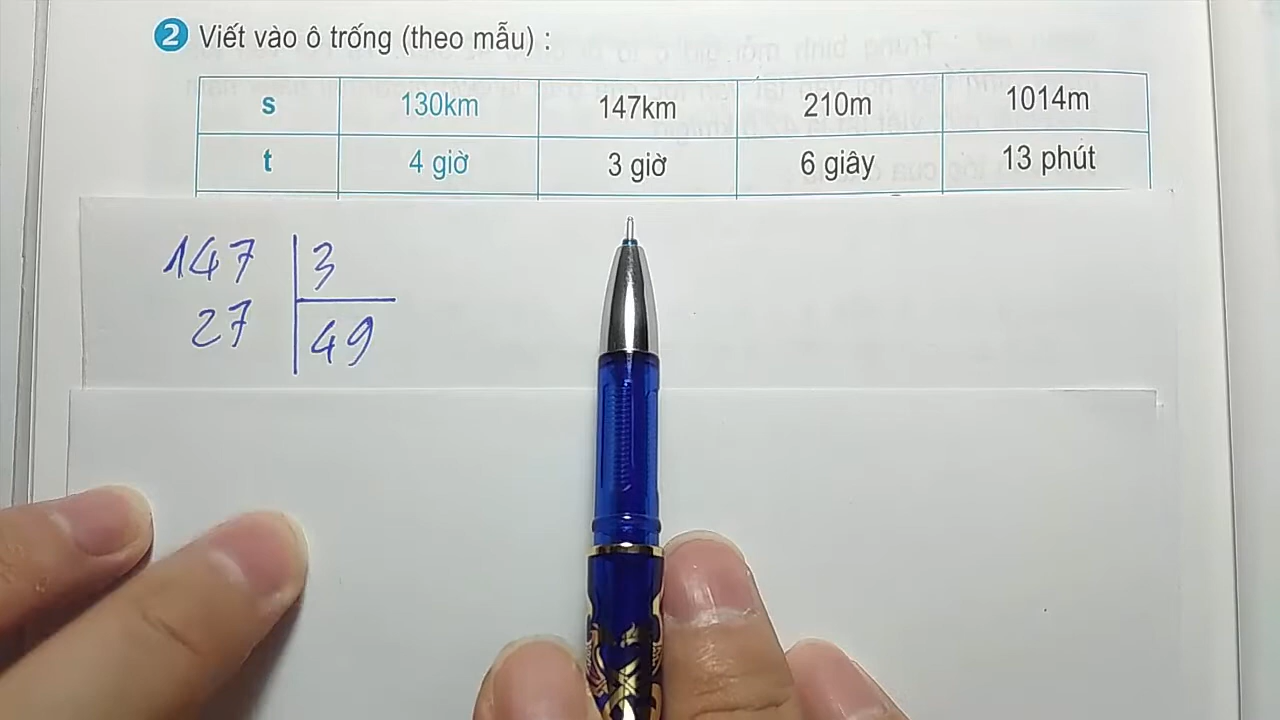 2 Viết vào ô trống (theo mẫu) :
s 130km 147km 210m 1014m
t 4 giờ 3 giờ 6 giây 13 phút
147 3
27 49